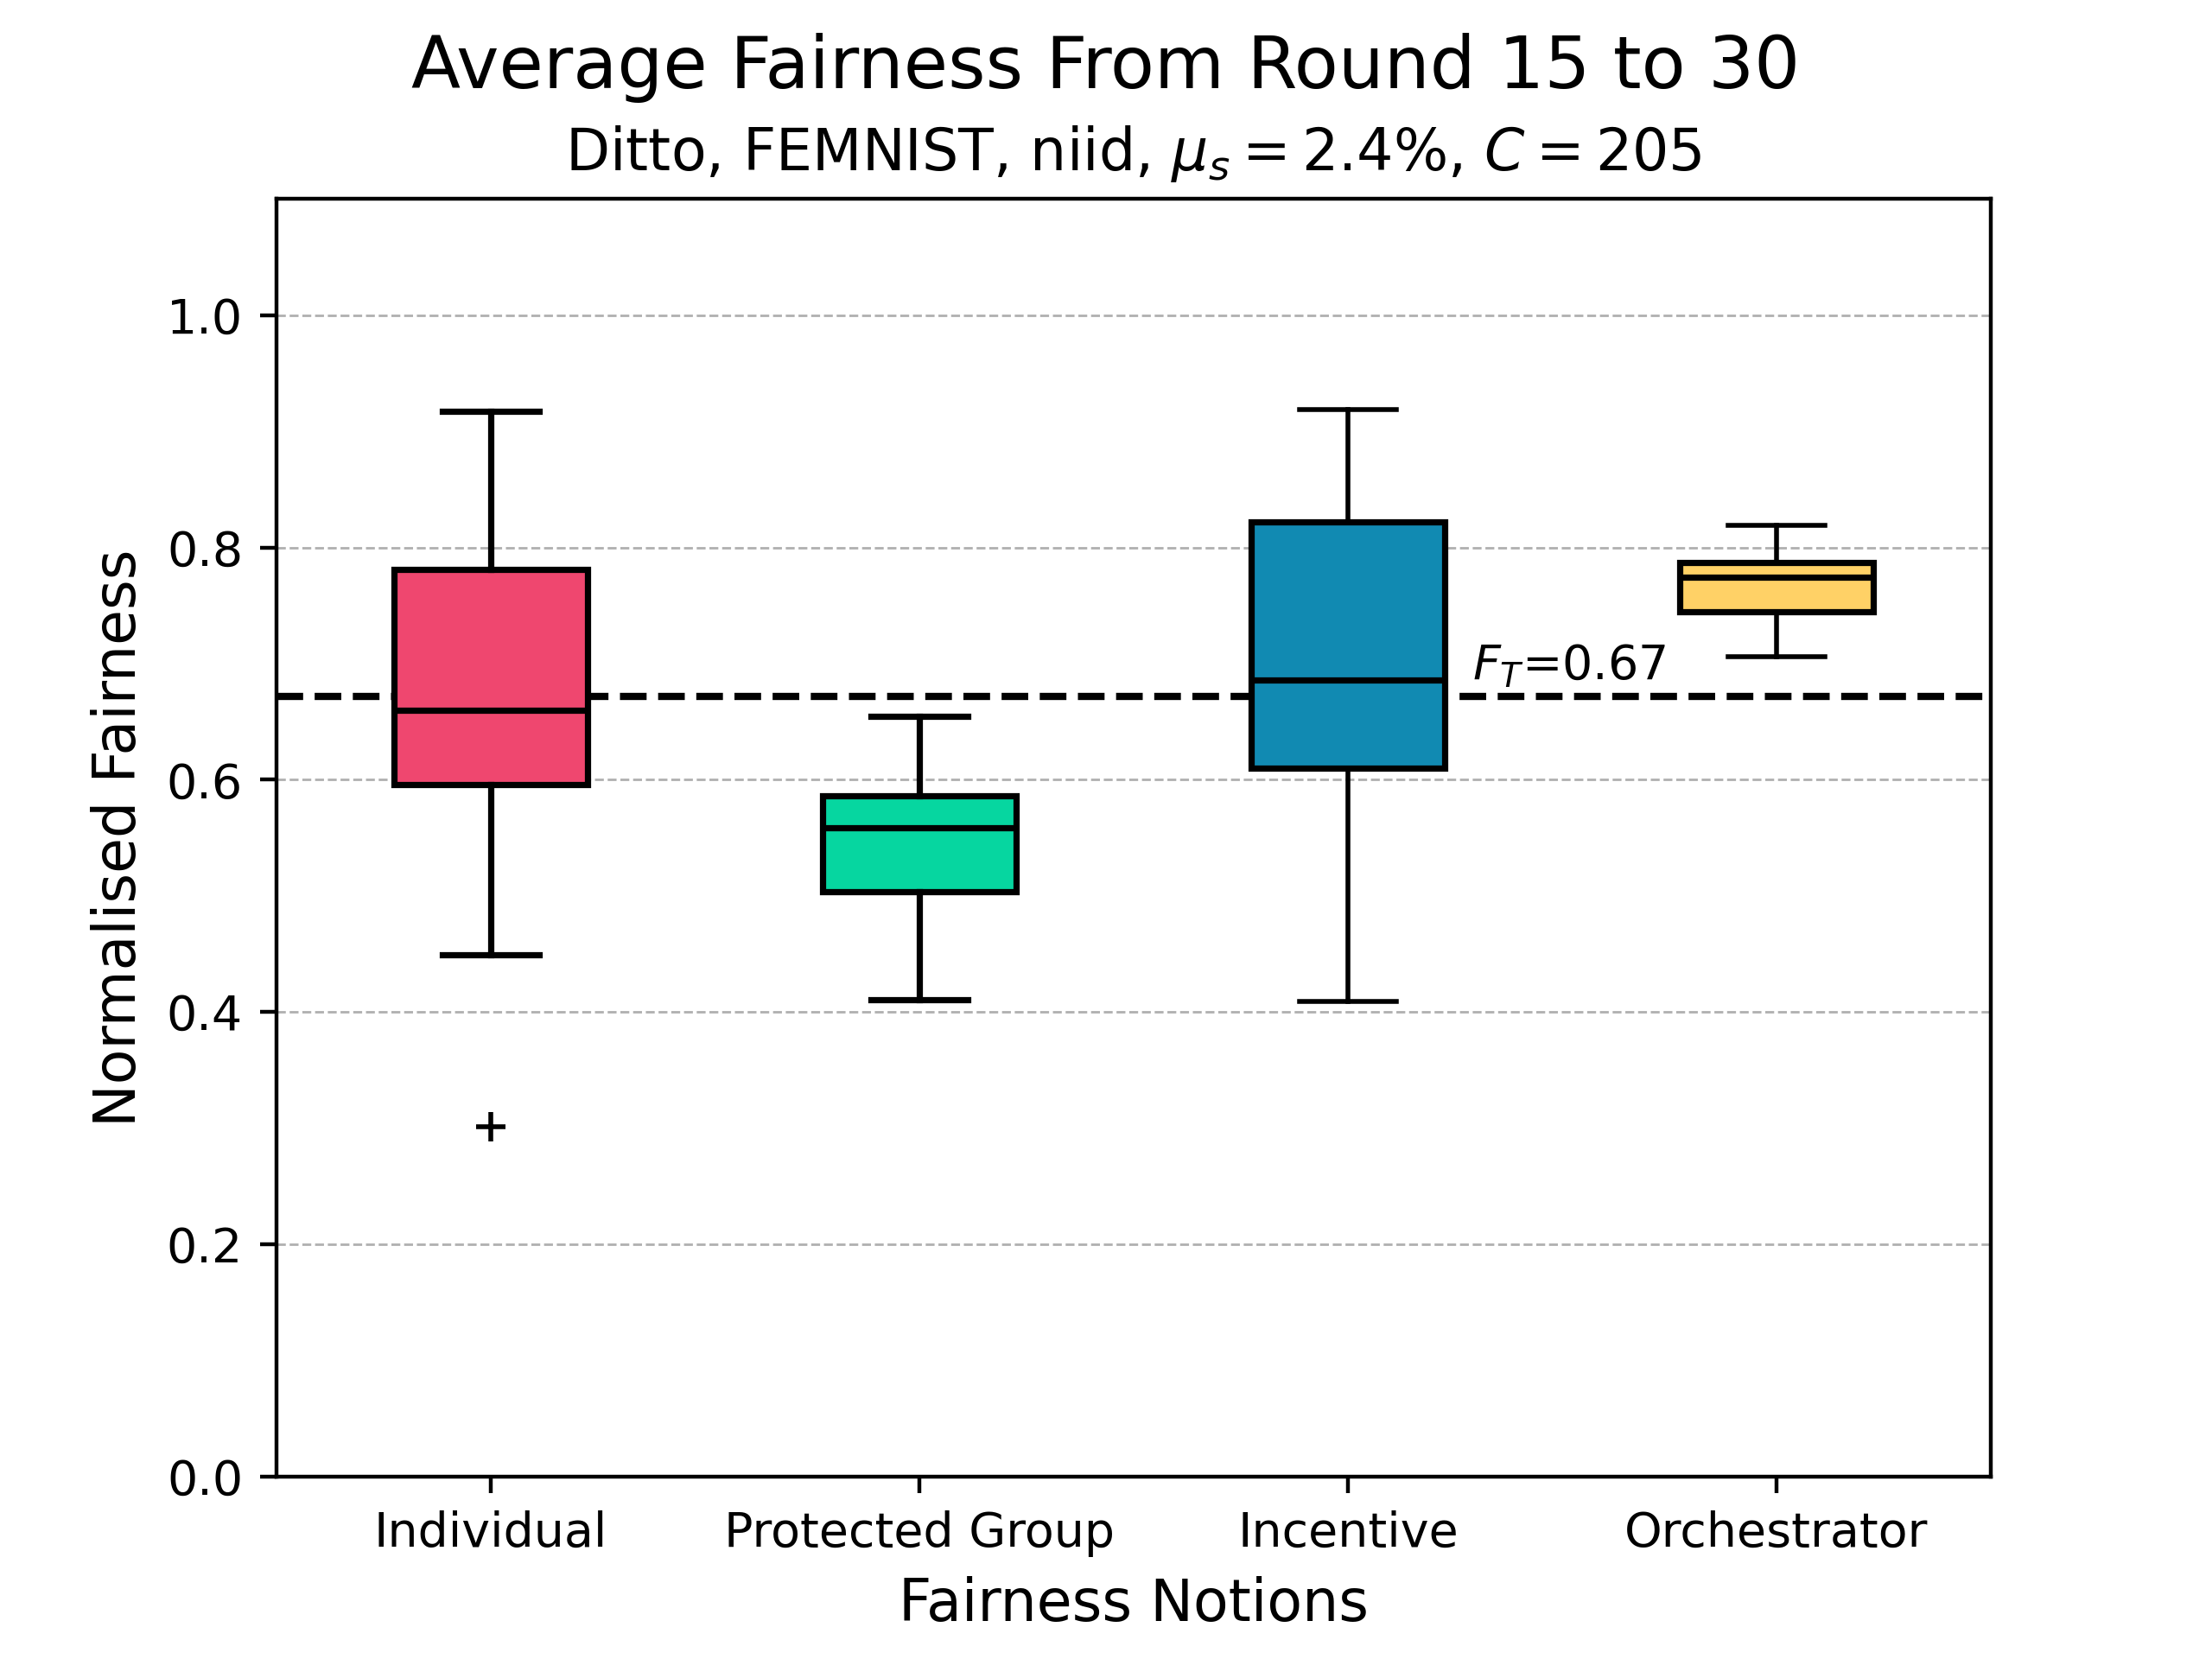 Average Fairness From Round 15 to 30
Ditto, FEMNIST, niid, μₛ = 2.4%, C = 205
Normalised Fairness
1.0
0.8
0.6
0.4
0.2
0.0
F_T=0.67
Individual
Protected Group
Incentive
Orchestrator
Fairness Notions